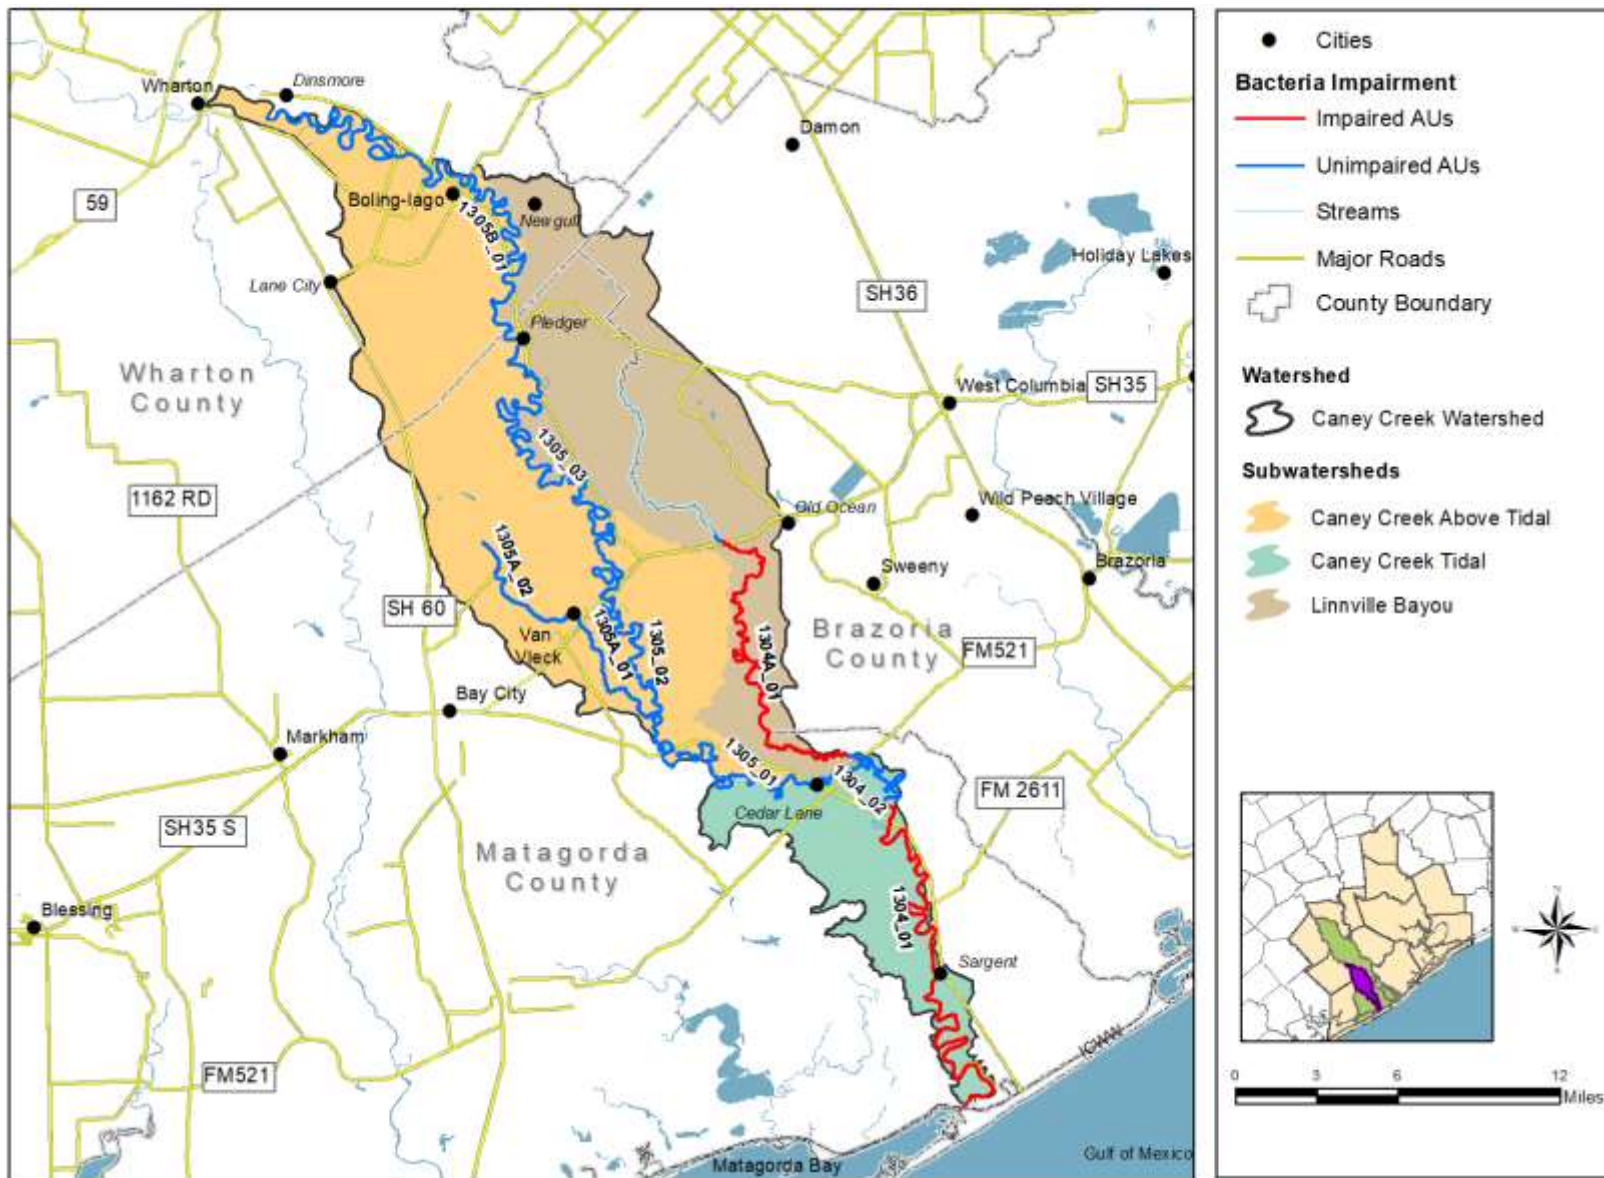 Dinsmore
Wharton
Damon
59
Boling-Iago
New gulf
1305B_01
Holiday Lakes
Lane City
SH36
Pledger
Wharton
County
West Columbia
SH35
1305_03
1162 RD
Old Ocean
Wild Peach Village
1305A_02
Sweeny
Brazoria
SH 60
Van
Vleck
1305A_01
1305_02
1304A_01
Brazoria
County
FM521
Bay City
Markham
1305_01
1304_02
FM 2611
Cedar Lane
SH35 S
Matagorda
County
Blessing
1304_01
Sargent
ICWW
FM521
Matagorda Bay
Gulf of Mexico
Cities
Bacteria Impairment
Impaired AUs
Unimpaired AUs
Streams
Major Roads
County Boundary
Watershed
Caney Creek Watershed
Subwatersheds
Caney Creek Above Tidal
Caney Creek Tidal
Linnville Bayou
0 3 6 12
Miles